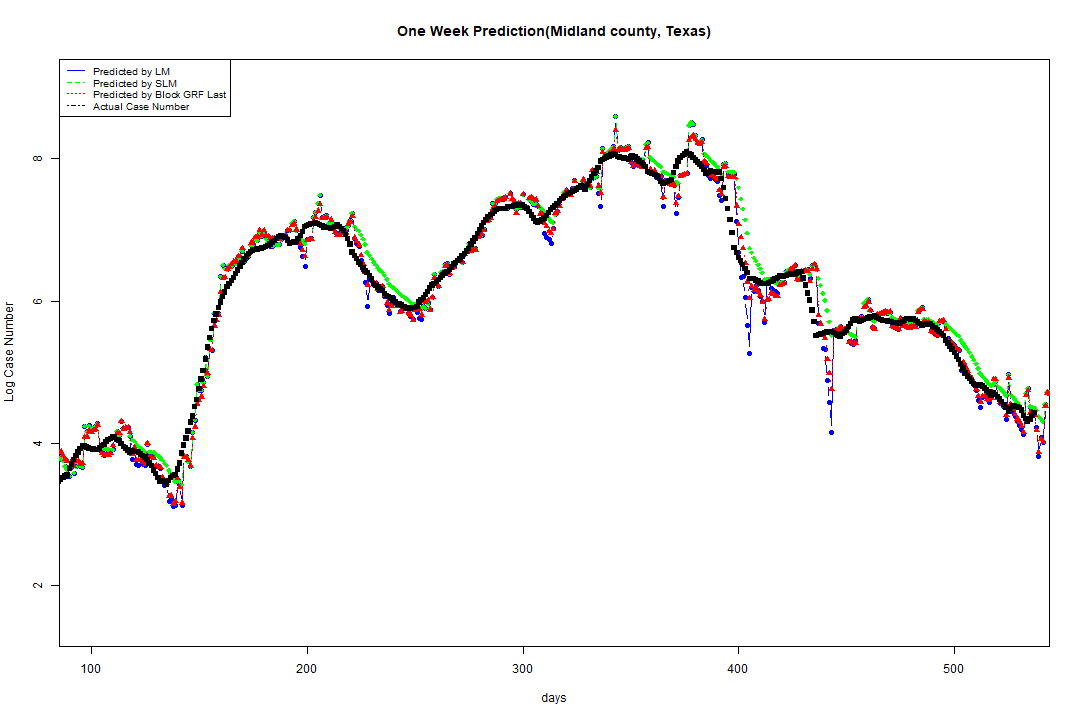 One Week Prediction(Midland county, Texas)
Predicted by LM
Predicted by SLM
Predicted by Block GRF Last
Actual Case Number
Log Case Number
8
6
4
2
100 200 300 400 500
days